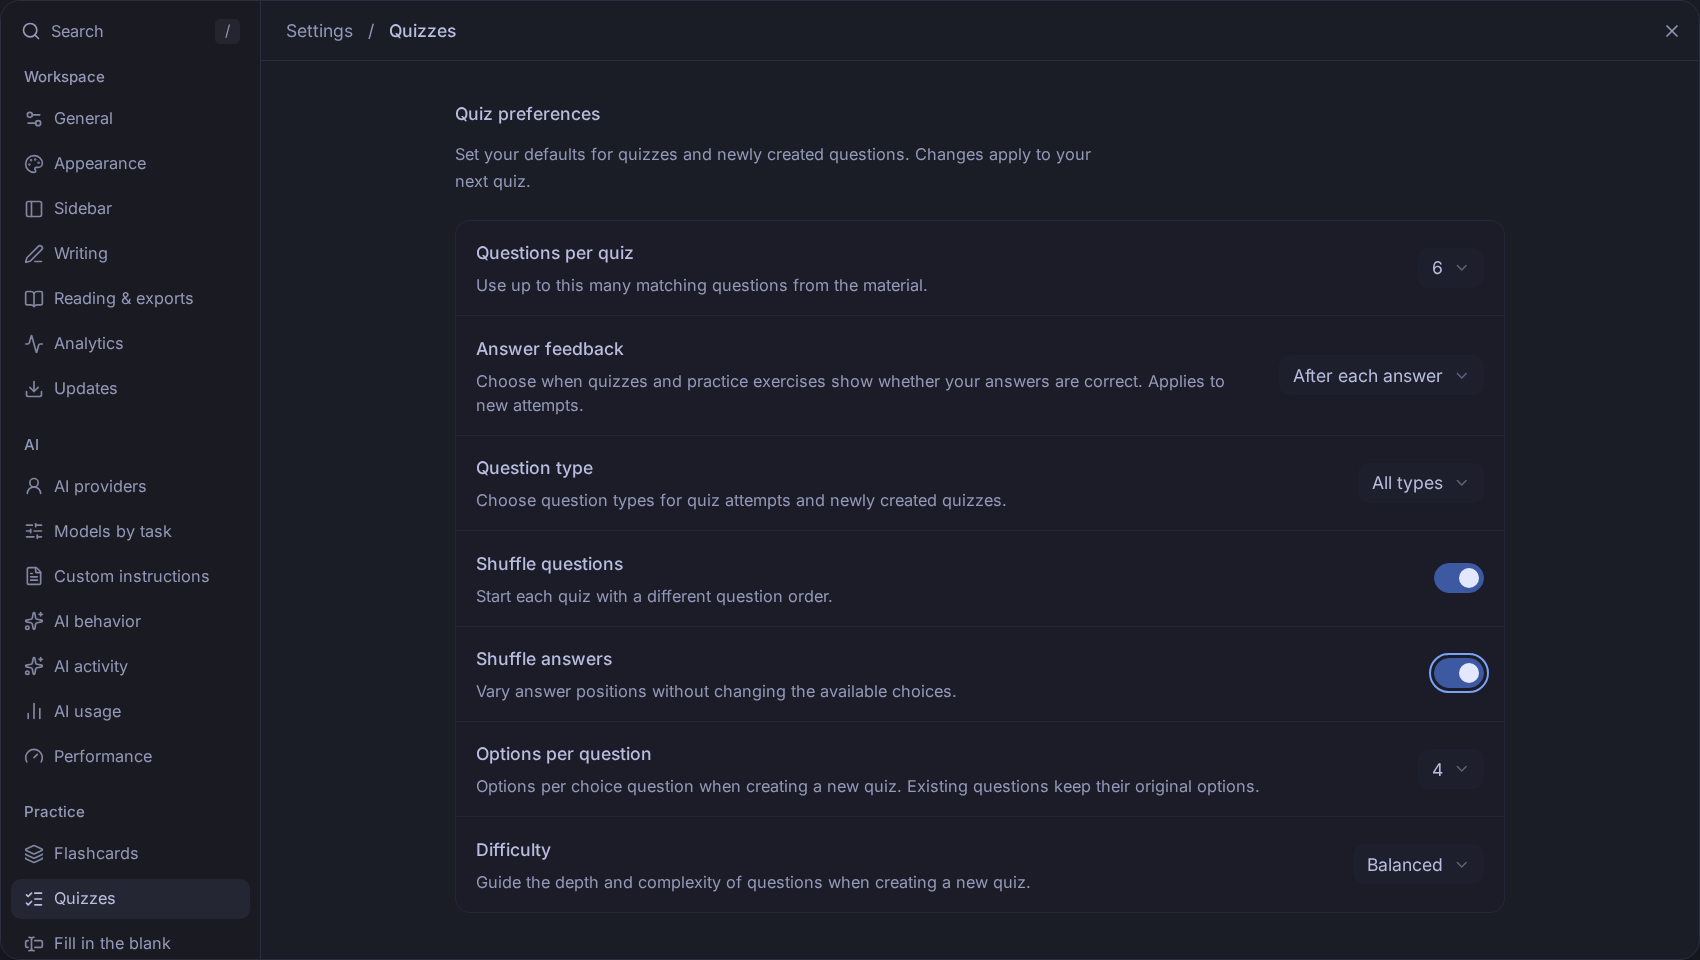 Search
/
Workspace
General
Appearance
Sidebar
Writing
Reading & exports
Analytics
Updates
AI
AI providers
Models by task
Custom instructions
AI behavior
AI activity
AI usage
Performance
Practice
Flashcards
Quizzes
Fill in the blank
Settings / Quizzes
Quiz preferences
Set your defaults for quizzes and newly created questions. Changes apply to your
next quiz.
Questions per quiz
Use up to this many matching questions from the material.
6
Answer feedback
Choose when quizzes and practice exercises show whether your answers are correct. Applies to
new attempts.
After each answer
Question type
Choose question types for quiz attempts and newly created quizzes.
All types
Shuffle questions
Start each quiz with a different question order.
Shuffle answers
Vary answer positions without changing the available choices.
Options per question
Options per choice question when creating a new quiz. Existing questions keep their original options.
4
Difficulty
Guide the depth and complexity of questions when creating a new quiz.
Balanced